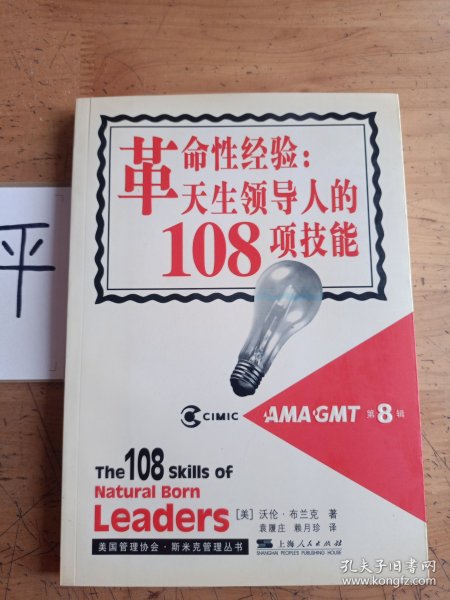 平
革命性经验:
天生领导人的
108项技能
CIMIC
AMA GMT 第8辑
The 108 Skills of
Natural Born
Leaders
[美] 沃伦·布兰克 著
袁履庄 赖月珍 译
美国管理协会·斯米克管理丛书
上海人民出版社
SHANGHAI PEOPLE'S PUBLISHING HOUSE
孔夫子旧书网
www.kongfz.com